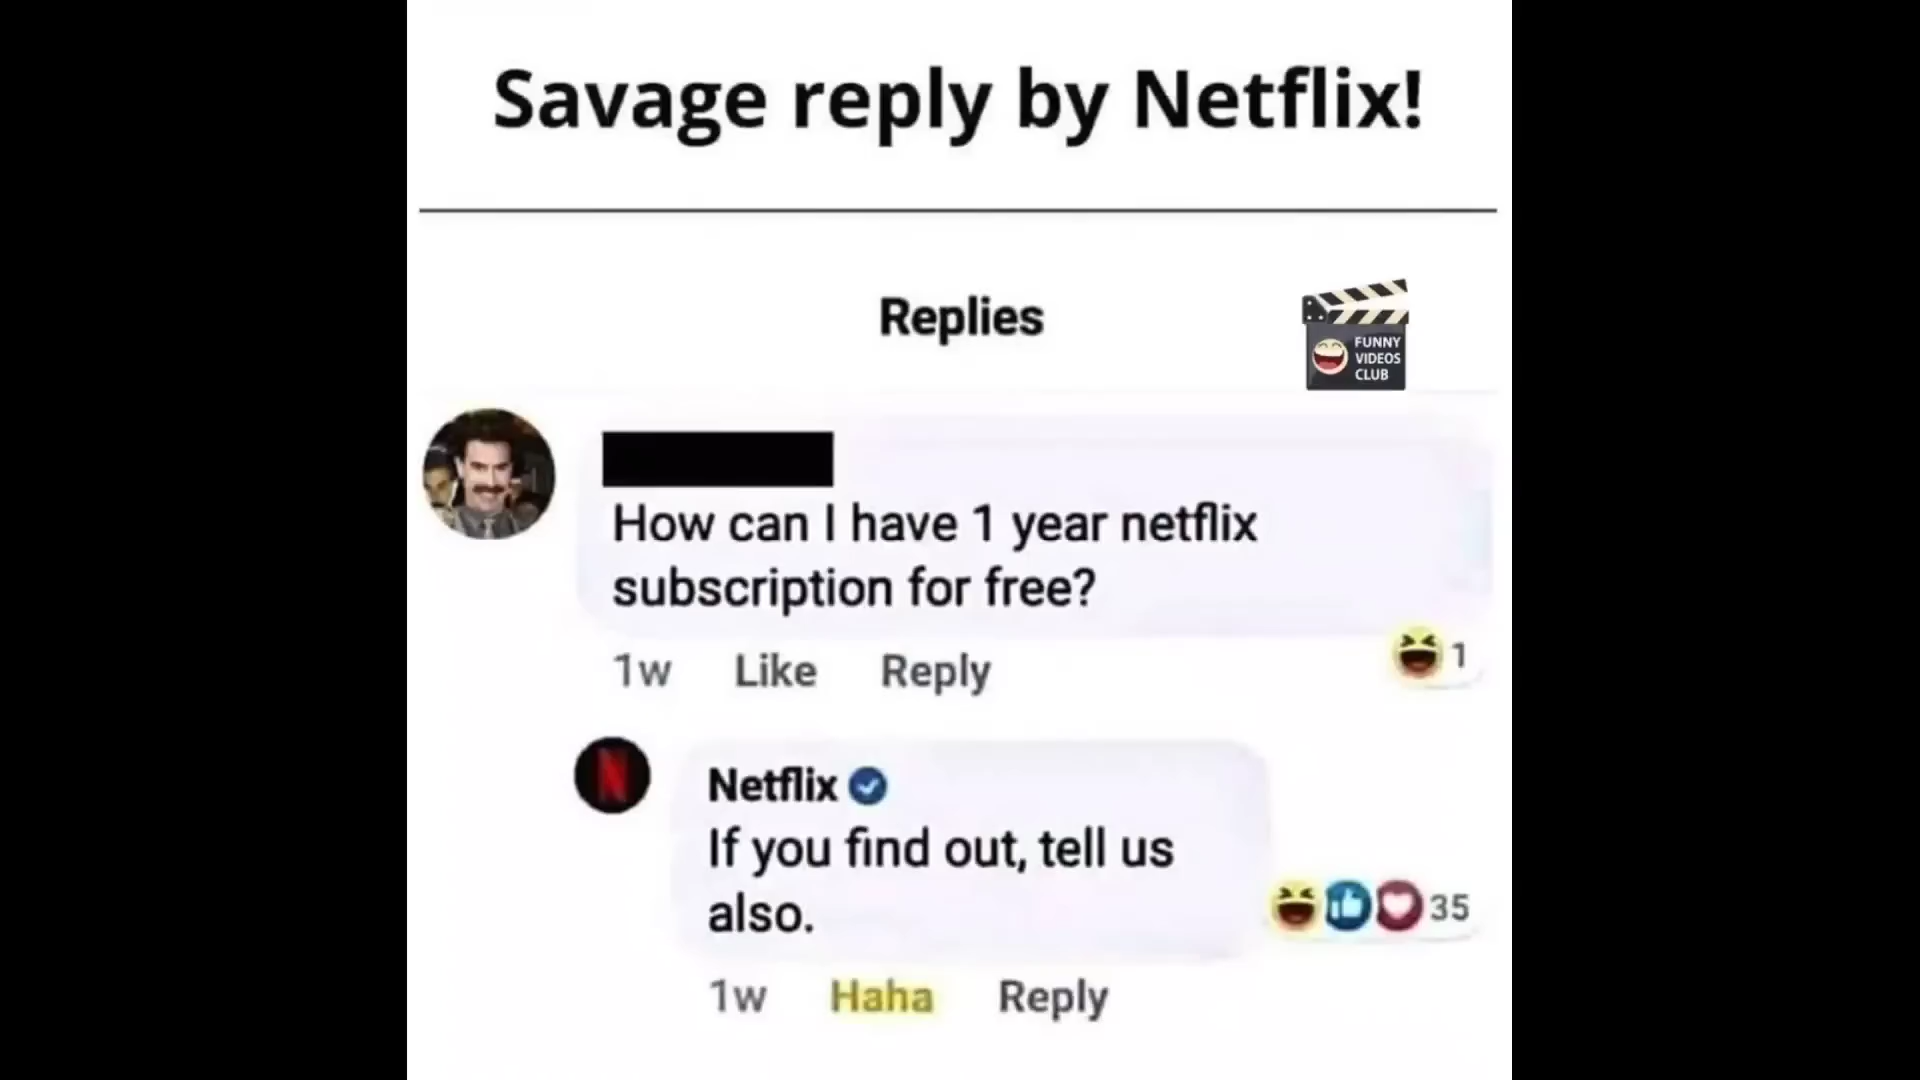 Savage reply by Netflix!
Replies
FUNNY
VIDEOS
CLUB
How can I have 1 year netflix
subscription for free?
1w Like Reply
1
Netflix
If you find out, tell us
also.
35
1w Haha Reply